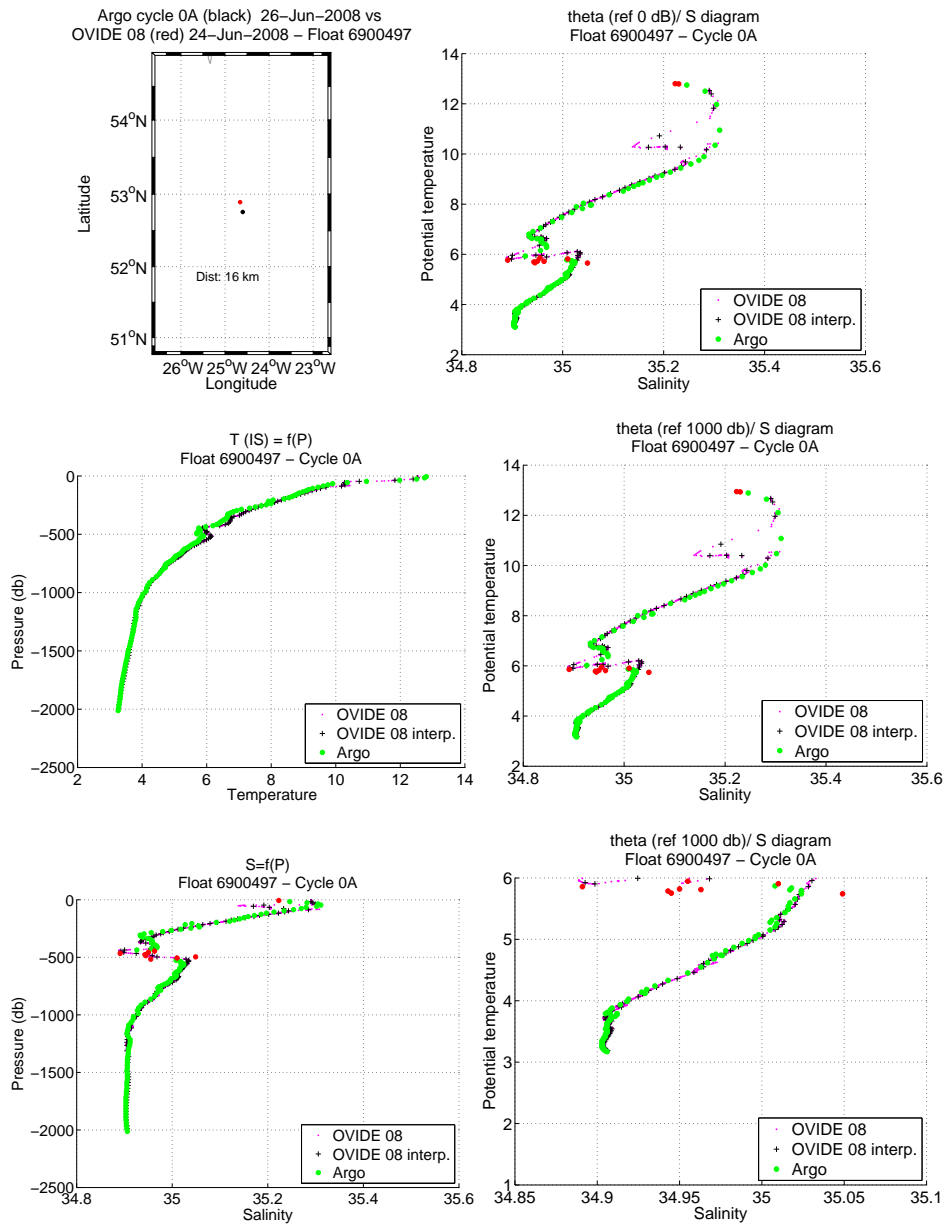 Argo cycle 0A (black)  26−Jun−2008 vs
OVIDE 08 (red) 24−Jun−2008 − Float 6900497
54°N
53°N
52°N
51°N
Latitude
Dist: 16 km
26°W 25°W 24°W 23°W
Longitude
theta (ref 0 dB)/ S diagram
Float 6900497 − Cycle 0A
14
12
10
8
6
4
2
Potential temperature
OVIDE 08
OVIDE 08 interp.
Argo
34.8 35 35.2 35.4 35.6
Salinity
T (IS) = f(P)
Float 6900497 − Cycle 0A
0
−500
−1000
−1500
−2000
−2500
Pressure (db)
OVIDE 08
OVIDE 08 interp.
Argo
2 4 6 8 10 12 14
Temperature
theta (ref 1000 db)/ S diagram
Float 6900497 − Cycle 0A
14
12
10
8
6
4
2
Potential temperature
OVIDE 08
OVIDE 08 interp.
Argo
34.8 35 35.2 35.4 35.6
Salinity
S=f(P)
Float 6900497 − Cycle 0A
0
−500
−1000
−1500
−2000
−2500
Pressure (db)
OVIDE 08
OVIDE 08 interp.
Argo
34.8 35 35.2 35.4 35.6
Salinity
theta (ref 1000 db)/ S diagram
Float 6900497 − Cycle 0A
6
5
4
3
2
1
Potential temperature
OVIDE 08
OVIDE 08 interp.
Argo
34.85 34.9 34.95 35 35.05 35.1
Salinity